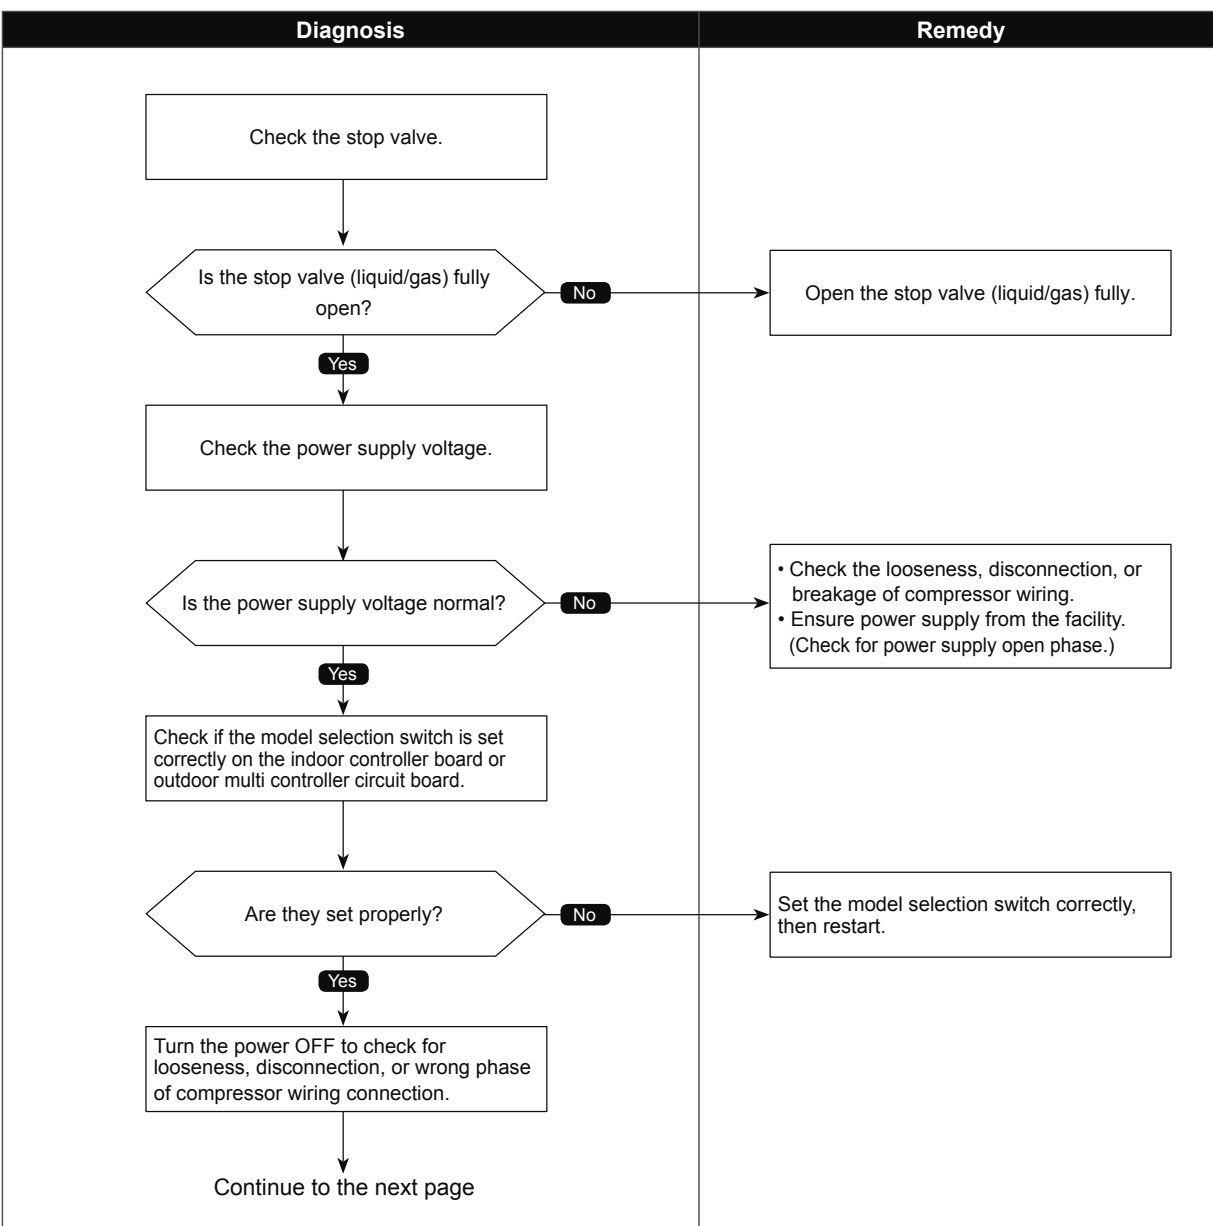 Diagnosis
Remedy
Check the stop valve.
Is the stop valve (liquid/gas) fully
open?
No
Open the stop valve (liquid/gas) fully.
Yes
Check the power supply voltage.
Is the power supply voltage normal?
No
• Check the looseness, disconnection, or
breakage of compressor wiring.
• Ensure power supply from the facility.
(Check for power supply open phase.)
Yes
Check if the model selection switch is set
correctly on the indoor controller board or
outdoor multi controller circuit board.
Are they set properly?
No
Set the model selection switch correctly,
then restart.
Yes
Turn the power OFF to check for
looseness, disconnection, or wrong phase
of compressor wiring connection.
Continue to the next page